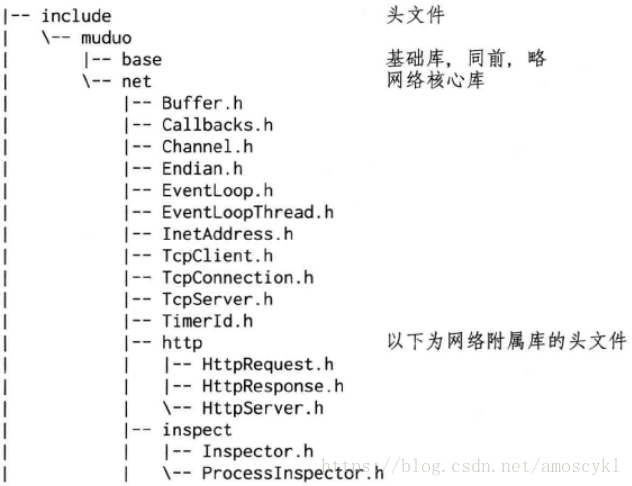 |-- include 头文件
| \-- muduo
| |-- base 基础库, 同前, 略
| \-- net 网络核心库
| |-- Buffer.h
| |-- Callbacks.h
| |-- Channel.h
| |-- Endian.h
| |-- EventLoop.h
| |-- EventLoopThread.h
| |-- InetAddress.h
| |-- TcpClient.h
| |-- TcpConnection.h
| |-- TcpServer.h
| |-- TimerId.h
| |-- http 以下为网络附属库的头文件
| | |-- HttpRequest.h
| | |-- HttpResponse.h
| | \-- HttpServer.h
| |-- inspect
| | |-- Inspector.h
| | \-- ProcessInspector.h
https://blog.csdn.net/amoscykl